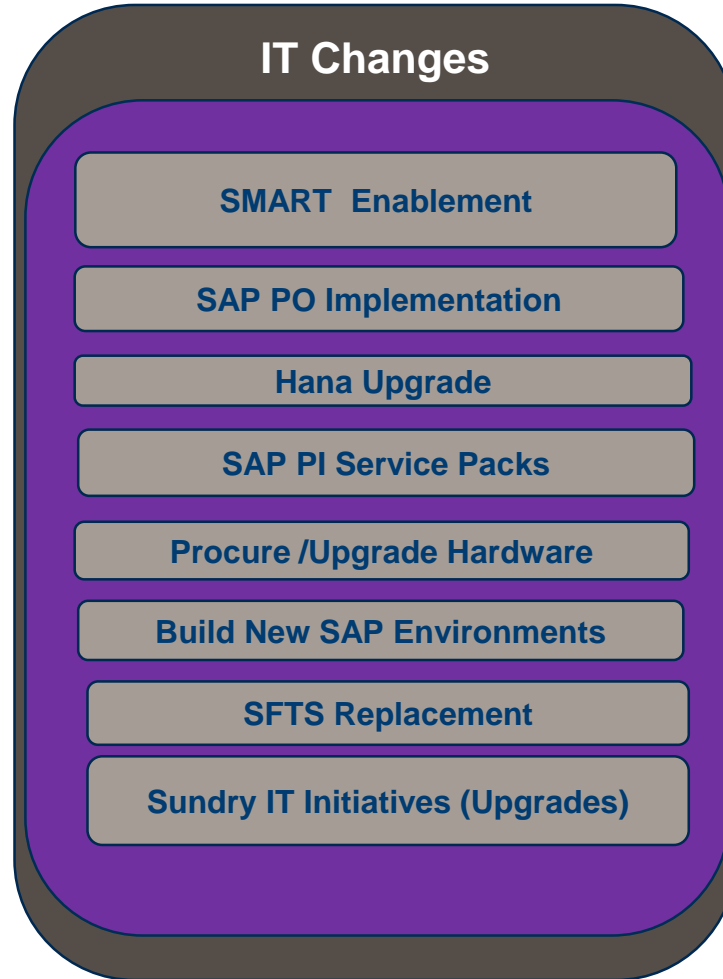 IT Changes
SMART  Enablement
SAP PO Implementation
Hana Upgrade
SAP PI Service Packs
Procure /Upgrade Hardware
Build New SAP Environments
SFTS Replacement
Sundry IT Initiatives (Upgrades)